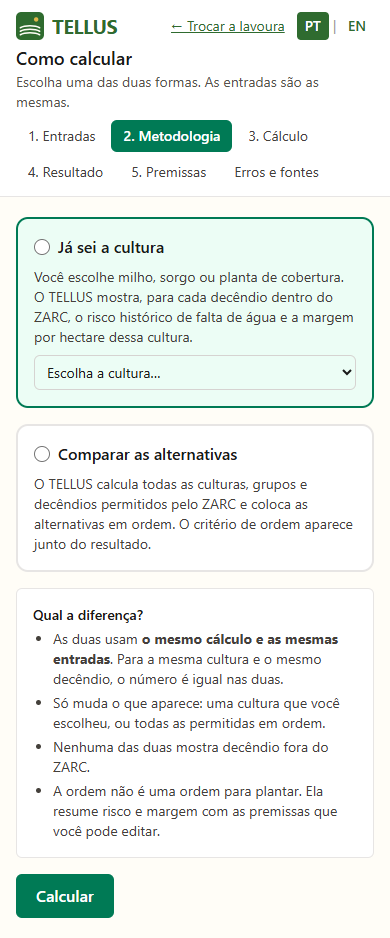 TELLUS
← Trocar a lavoura
PT | EN
Como calcular
Escolha uma das duas formas. As entradas são as
mesmas.
1. Entradas
2. Metodologia
3. Cálculo
4. Resultado
5. Premissas
Erros e fontes
Já sei a cultura
Você escolhe milho, sorgo ou planta de cobertura.
O TELLUS mostra, para cada decêndio dentro do
ZARC, o risco histórico de falta de água e a margem
por hectare dessa cultura.
Escolha a cultura...
Comparar as alternativas
O TELLUS calcula todas as culturas, grupos e
decêndios permitidos pelo ZARC e coloca as
alternativas em ordem. O critério de ordem aparece
junto do resultado.
Qual a diferença?
• As duas usam o mesmo cálculo e as mesmas
entradas. Para a mesma cultura e o mesmo
decêndio, o número é igual nas duas.
• Só muda o que aparece: uma cultura que você
escolheu, ou todas as permitidas em ordem.
• Nenhuma das duas mostra decêndio fora do
ZARC.
• A ordem não é uma ordem para plantar. Ela
resume risco e margem com as premissas que
você pode editar.
Calcular